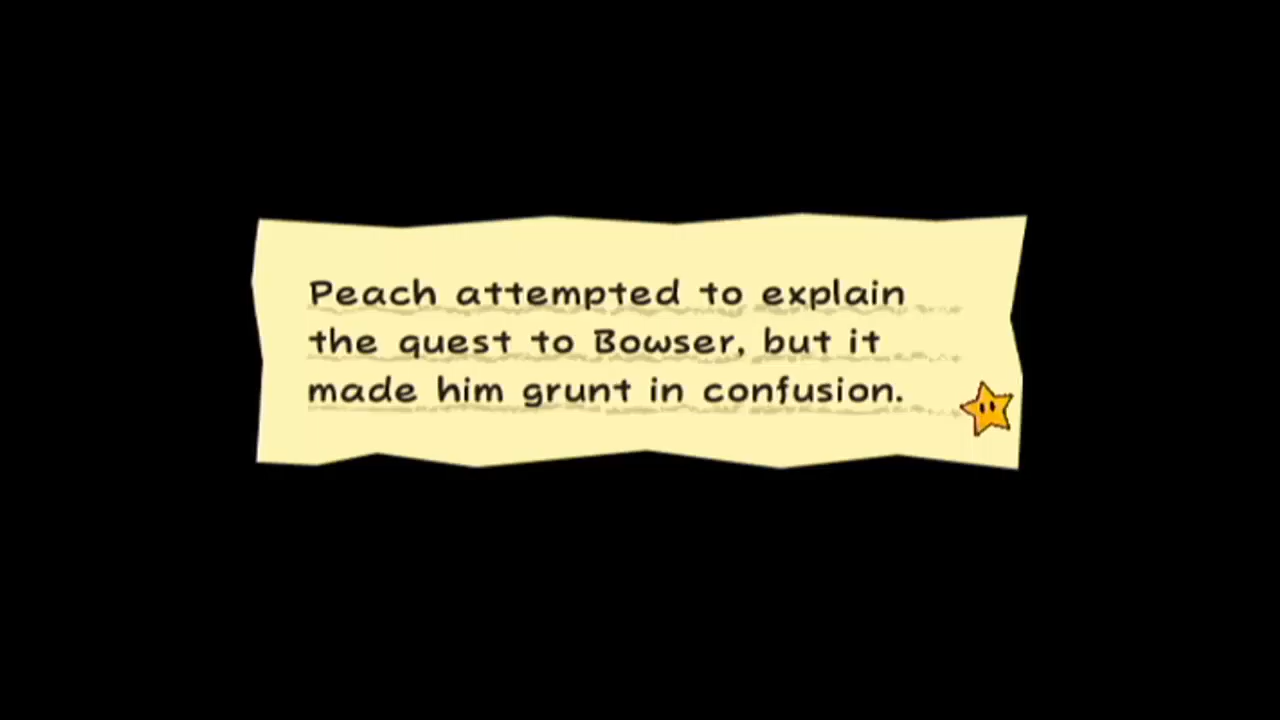 Peach attempted to explain
the quest to Bowser, but it
made him grunt in confusion.